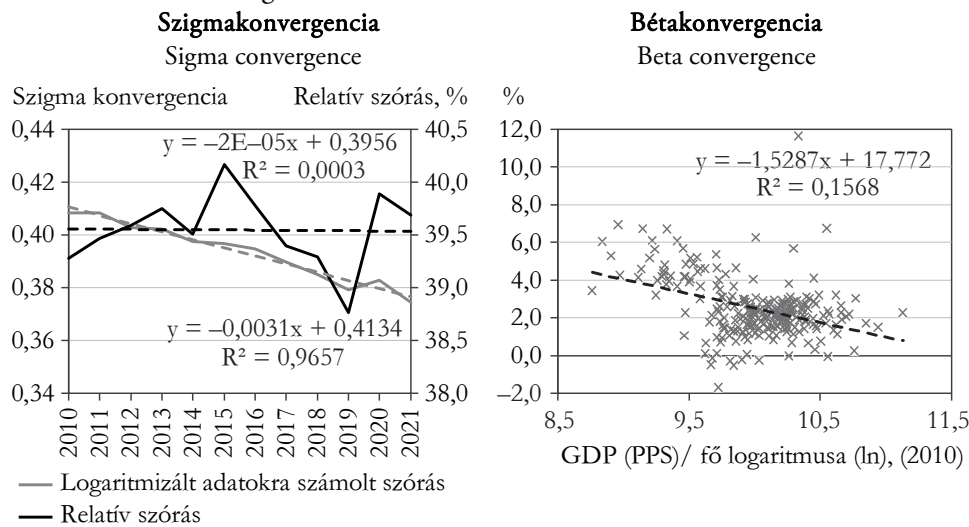 Szigmakonvergencia
Sigma convergence
Szigma konvergencia Relatív szórás, %
0,44
0,42
0,40
0,38
0,36
0,34
y = –2E–05x + 0,3956
R² = 0,0003
y = –0,0031x + 0,4134
R² = 0,9657
40,5
40,0
39,5
39,0
38,5
38,0
2010 2011 2012 2013 2014 2015 2016 2017 2018 2019 2020 2021
Logaritmizált adatokra számolt szórás
Relatív szórás
Bétakonvergencia
Beta convergence
%
12,0
10,0
8,0
6,0
4,0
2,0
0,0
–2,0
y = –1,5287x + 17,772
R² = 0,1568
8,5 9,5 10,5 11,5
GDP (PPS)/ fő logaritmusa (ln), (2010)